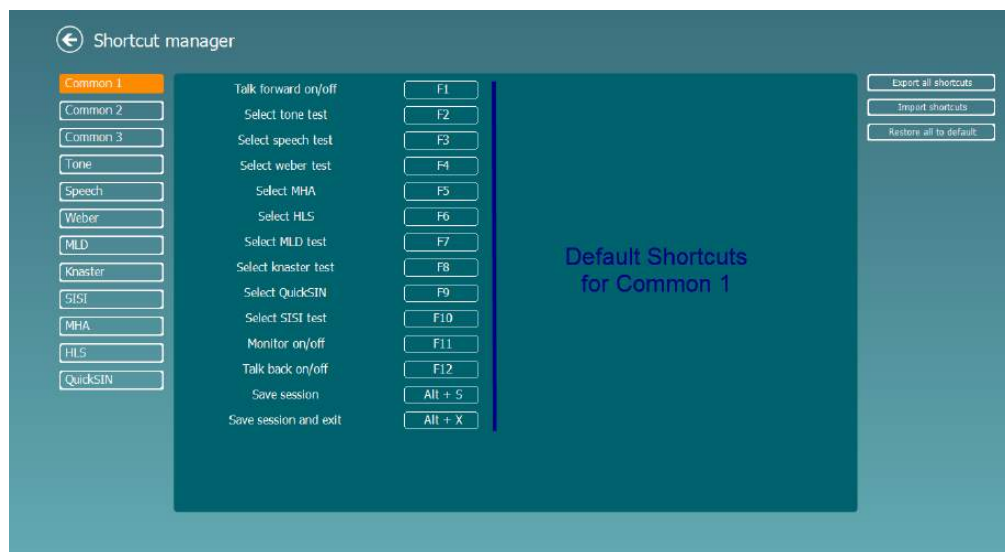 Shortcut manager
Common 1
Common 2
Common 3
Tone
Speech
Weber
MLD
Knaster
SISI
MHA
HLS
QuickSIN
Talk forward on/off F1
Select tone test F2
Select speech test F3
Select weber test F4
Select MHA F5
Select HLS F6
Select MLD test F7
Select knaster test F8
Select QuickSIN F9
Select SISI test F10
Monitor on/off F11
Talk back on/off F12
Save session Alt + S
Save session and exit Alt + X
Default Shortcuts
for Common 1
Export all shortcuts
Import shortcuts
Restore all to default